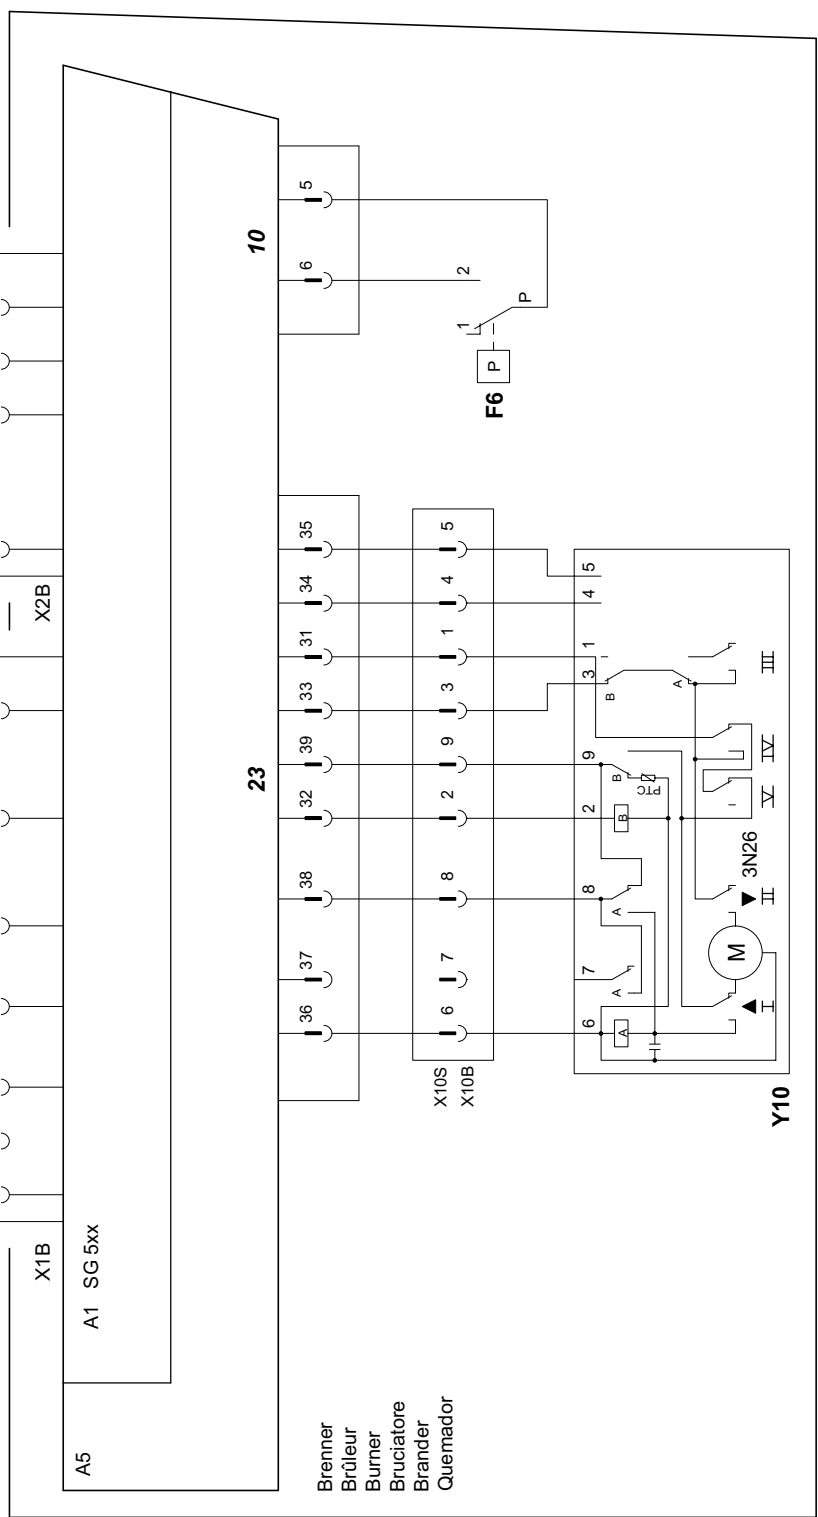 X1B
X2B
A5
A1 SG 5xx
Brenner
Brûleur
Burner
Bruciatore
Brander
Quemador
23
10
36 37 38 32 39 33 31 34 35
6 5
X10S
X10B
6 7 8 2 9 3 1 4 5
F6
P
1
2
P
6 7 8 2 9 3 1 4 5
A
A
A
B
B
PTC
B
A
M
3N26
I
II
V
IV
III
Y10